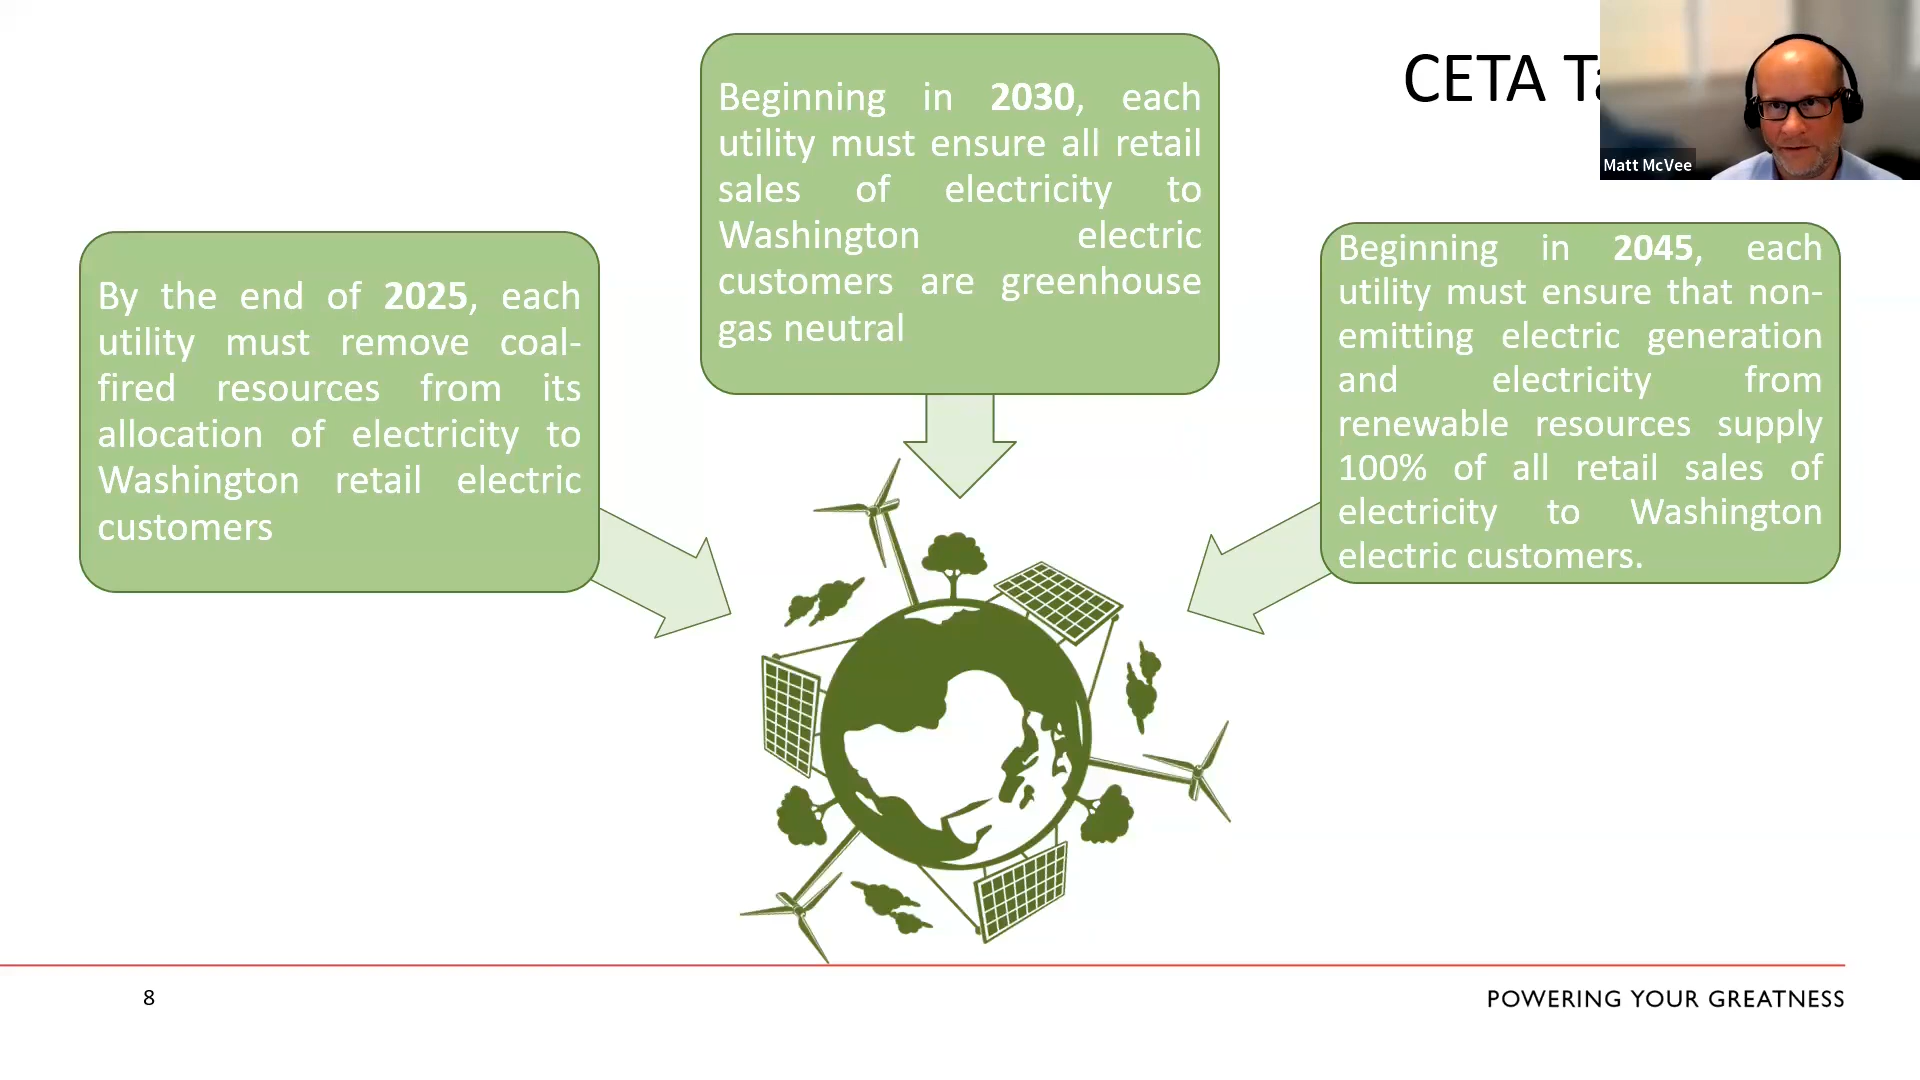 CETA
Matt McVee
By the end of 2025, each
utility must remove coal-
fired resources from its
allocation of electricity to
Washington retail electric
customers
Beginning in 2030, each
utility must ensure all retail
sales of electricity to
Washington electric
customers are greenhouse
gas neutral
Beginning in 2045, each
utility must ensure that non-
emitting electric generation
and electricity from
renewable resources supply
100% of all retail sales of
electricity to Washington
electric customers.
8
POWERING YOUR GREATNESS